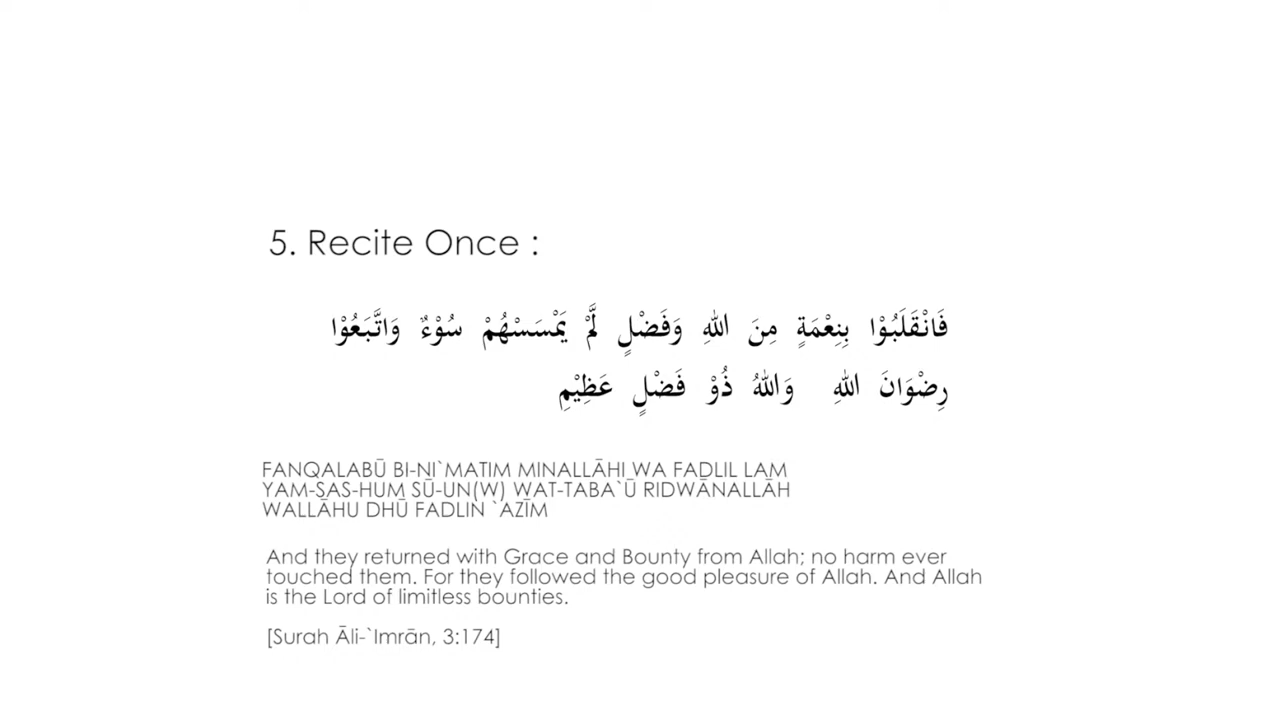 5. Recite Once :
فَانْقَلَبُوْا بِنِعْمَةٍ مِنَ اللهِ وَفَضْلٍ لَّمْ يَمْسَسْهُمْ سُوْءٌ وَاتَّبَعُوْا
رِضْوَانَ اللهِ وَاللهُ ذُوْ فَضْلٍ عَظِيْمِ
FANQALABŪ BI-NI`MATIM MINALLĀHI WA FADLIL LAM
YAM-SAS-HUM SŪ-UN(W) WAT-TABA`Ū RIDWĀNALLĀH
WALLĀHU DHŪ FADLIN `AZĪM
And they returned with Grace and Bounty from Allah; no harm ever
touched them. For they followed the good pleasure of Allah. And Allah
is the Lord of limitless bounties.
[Surah Āli-`Imrān, 3:174]